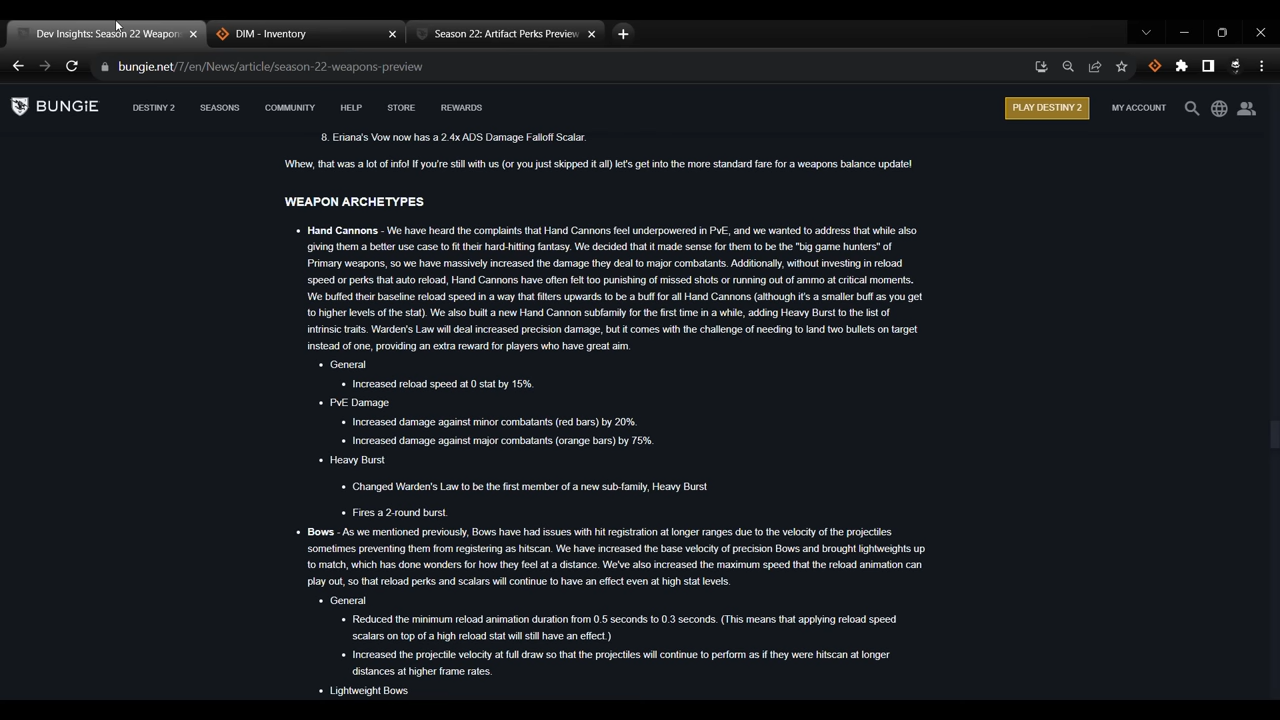 Dev Insights: Season 22 Weapons
DIM - Inventory
Season 22: Artifact Perks Preview
bungie.net/7/en/News/article/season-22-weapons-preview
BUNGIE
DESTINY 2
SEASONS
COMMUNITY
HELP
STORE
REWARDS
PLAY DESTINY 2
MY ACCOUNT
8. Eriana's Vow now has a 2.4x ADS Damage Falloff Scalar.
Whew, that was a lot of info! If you're still with us (or you just skipped it all) let's get into the more standard fare for a weapons balance update!
WEAPON ARCHETYPES
• Hand Cannons - We have heard the complaints that Hand Cannons feel underpowered in PvE, and we wanted to address that while also
giving them a better use case to fit their hard-hitting fantasy. We decided that it made sense for them to be the "big game hunters" of
Primary weapons, so we have massively increased the damage they deal to major combatants. Additionally, without investing in reload
speed or perks that auto reload, Hand Cannons have often felt too punishing of missed shots or running out of ammo at critical moments.
We buffed their baseline reload speed in a way that filters upwards to be a buff for all Hand Cannons (although it's a smaller buff as you get
to higher levels of the stat). We also built a new Hand Cannon subfamily for the first time in a while, adding Heavy Burst to the list of
intrinsic traits. Warden's Law will deal increased precision damage, but it comes with the challenge of needing to land two bullets on target
instead of one, providing an extra reward for players who have great aim.
• General
• Increased reload speed at 0 stat by 15%.
• PvE Damage
• Increased damage against minor combatants (red bars) by 20%.
• Increased damage against major combatants (orange bars) by 75%.
• Heavy Burst
• Changed Warden's Law to be the first member of a new sub-family, Heavy Burst
• Fires a 2-round burst.
• Bows - As we mentioned previously, Bows have had issues with hit registration at longer ranges due to the velocity of the projectiles
sometimes preventing them from registering as hitscan. We have increased the base velocity of precision Bows and brought lightweights up
to match, which has done wonders for how they feel at a distance. We've also increased the maximum speed that the reload animation can
play out, so that reload perks and scalars will continue to have an effect even at high stat levels.
• General
• Reduced the minimum reload animation duration from 0.5 seconds to 0.3 seconds. (This means that applying reload speed
scalars on top of a high reload stat will still have an effect.)
• Increased the projectile velocity at full draw so that the projectiles will continue to perform as if they were hitscan at longer
distances at higher frame rates.
• Lightweight Bows